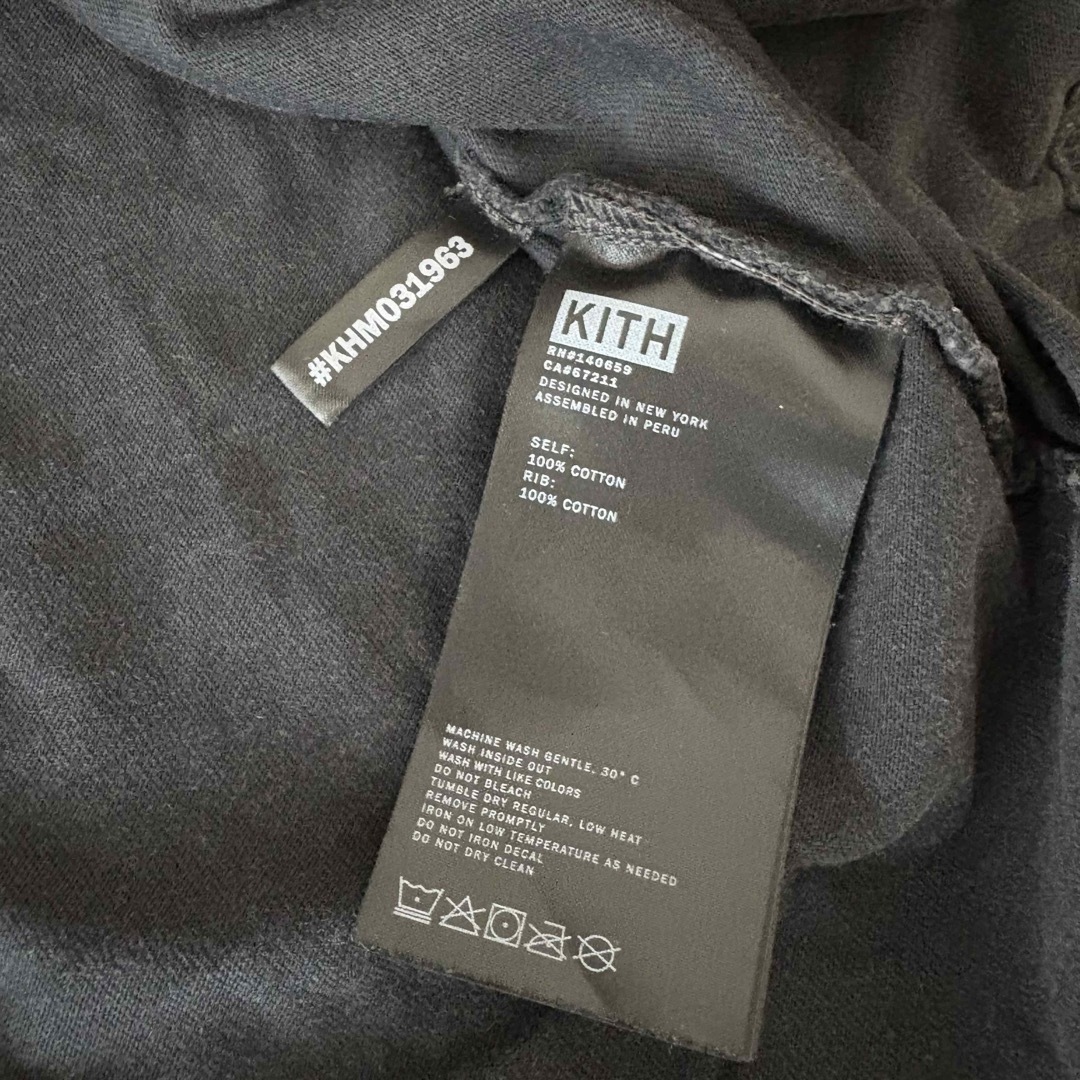 #KHM031963
KITH
RN#140659
CA#67211
DESIGNED IN NEW YORK
ASSEMBLED IN PERU
SELF:
100% COTTON
RIB:
100% COTTON
MACHINE WASH GENTLE, 30° C
WASH INSIDE OUT
WASH WITH LIKE COLORS
DO NOT BLEACH
TUMBLE DRY REGULAR, LOW HEAT
REMOVE PROMPTLY
IRON ON LOW TEMPERATURE AS NEEDED
DO NOT IRON DECAL
DO NOT DRY CLEAN